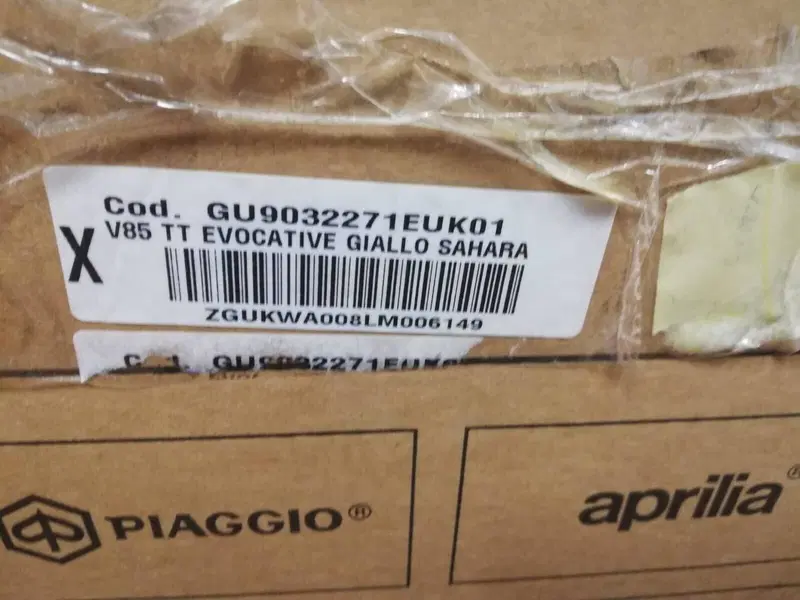 Cod. GU9032271EUK01
V85 TT EVOCATIVE GIALLO SAHARA
X
ZGUKWA008LM006149
PIAGGIO®
aprilia®